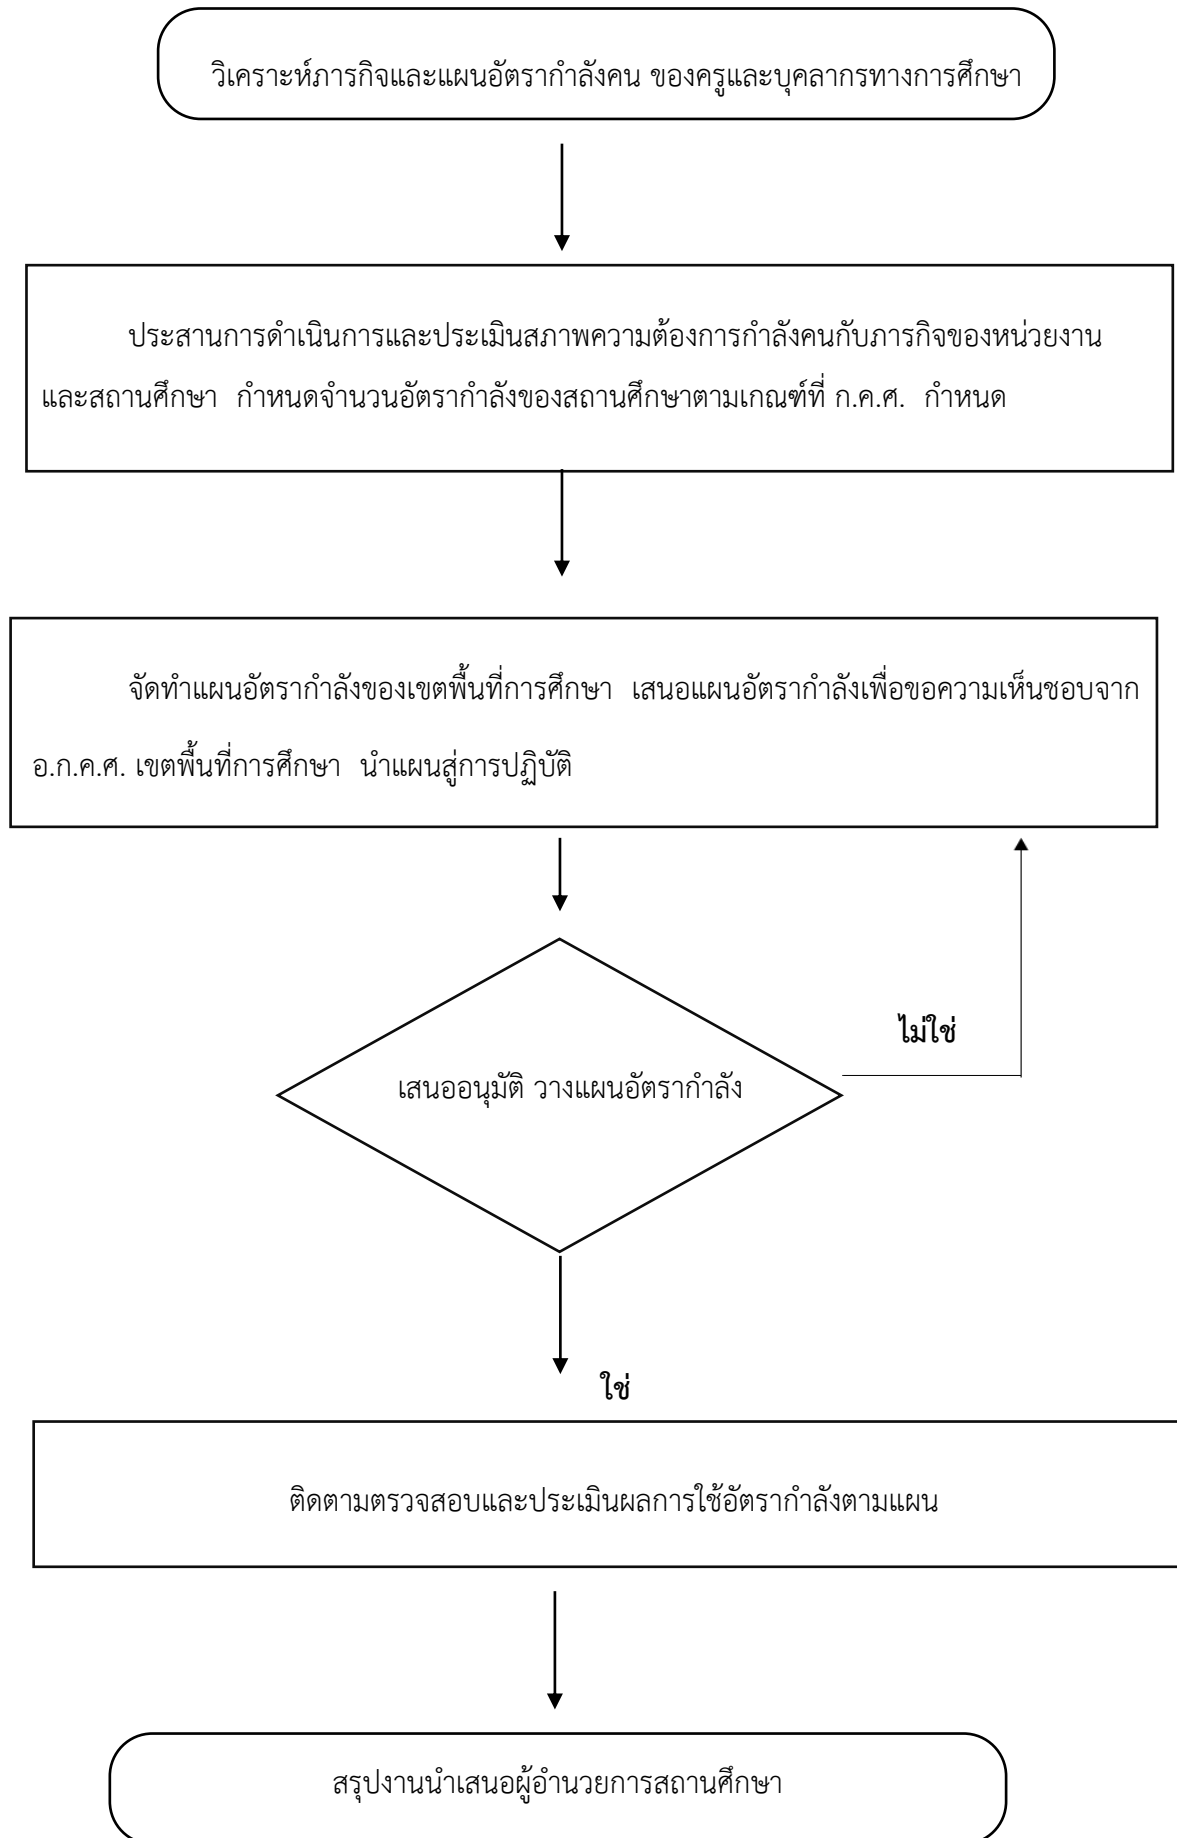 วิเคราะห์ภารกิจและแผนอัตรากำลังคน ของครูและบุคลากรทางการศึกษา
ประสานการดำเนินการและประเมินสภาพความต้องการกำลังคนกับภารกิจของหน่วยงาน
และสถานศึกษา กำหนดจำนวนอัตรากำลังของสถานศึกษาตามเกณฑ์ที่ ก.ค.ศ. กำหนด
จัดทำแผนอัตรากำลังของเขตพื้นที่การศึกษา เสนอแผนอัตรากำลังเพื่อขอความเห็นชอบจาก
อ.ก.ค.ศ. เขตพื้นที่การศึกษา นำแผนสู่การปฏิบัติ
ไม่ใช่
เสนออนุมัติ วางแผนอัตรากำลัง
ใช่
ติดตามตรวจสอบและประเมินผลการใช้อัตรากำลังตามแผน
สรุปงานนำเสนอผู้อำนวยการสถานศึกษา